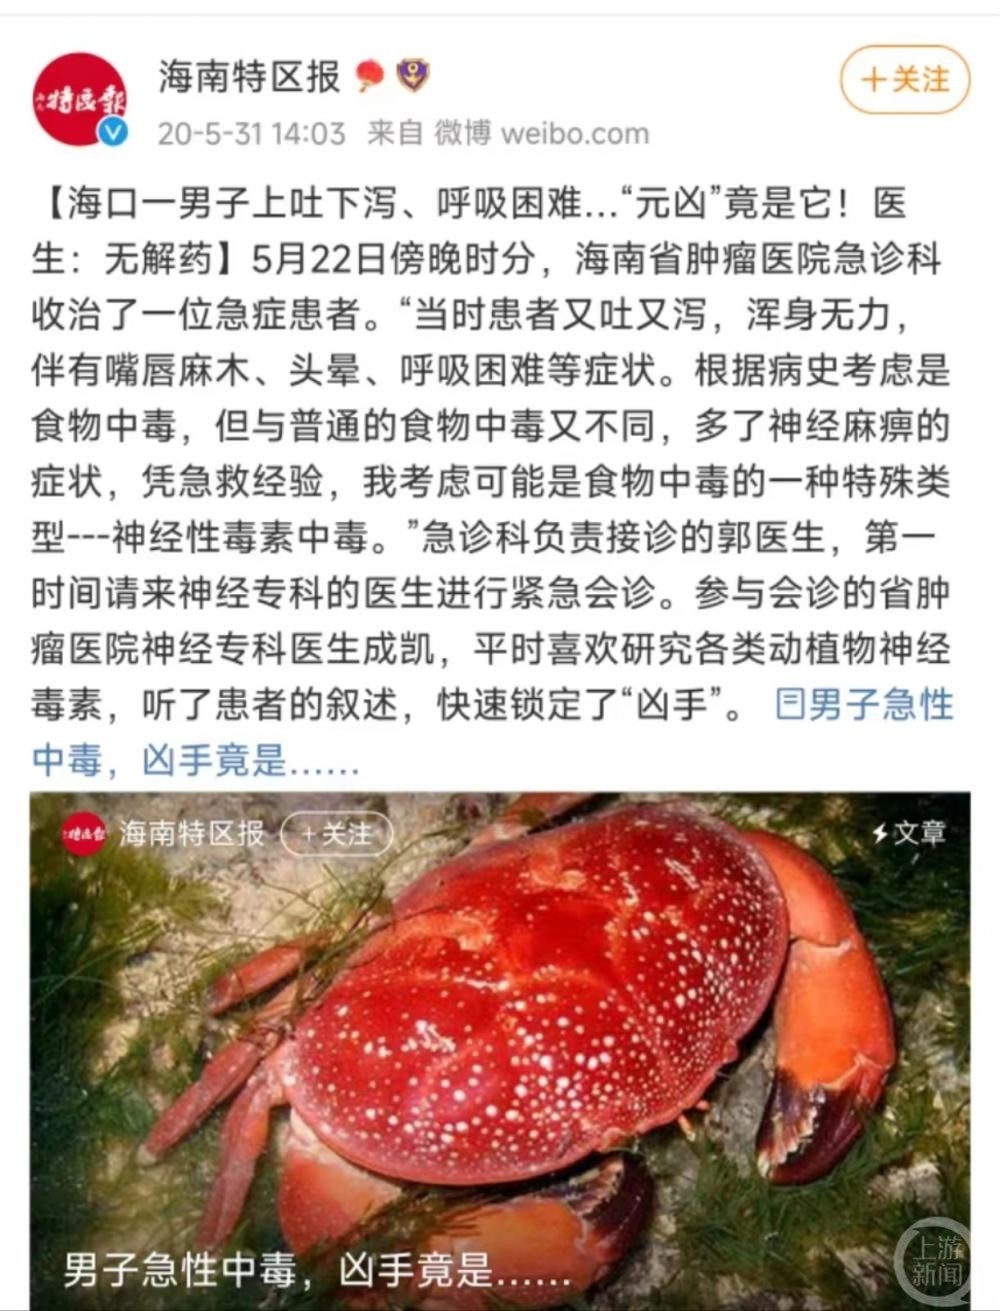 海南特区报
特区报
＋关注
20-5-31 14:03 来自 微博 weibo.com
【海口一男子上吐下泻、呼吸困难...“元凶”竟是它！医
生：无解药】5月22日傍晚时分，海南省肿瘤医院急诊科
收治了一位急症患者。“当时患者又吐又泻，浑身无力，
伴有嘴唇麻木、头晕、呼吸困难等症状。根据病史考虑是
食物中毒，但与普通的食物中毒又不同，多了神经麻痹的
症状，凭急救经验，我考虑可能是食物中毒的一种特殊类
型---神经性毒素中毒。”急诊科负责接诊的郭医生，第一
时间请来神经专科的医生进行紧急会诊。参与会诊的省肿
瘤医院神经专科医生成凯，平时喜欢研究各类动植物神经
毒素，听了患者的叙述，快速锁定了“凶手”。 男子急性
中毒，凶手竟是......
特区报 海南特区报 ＋关注 文章
男子急性中毒，凶手竟是......
上游
新闻